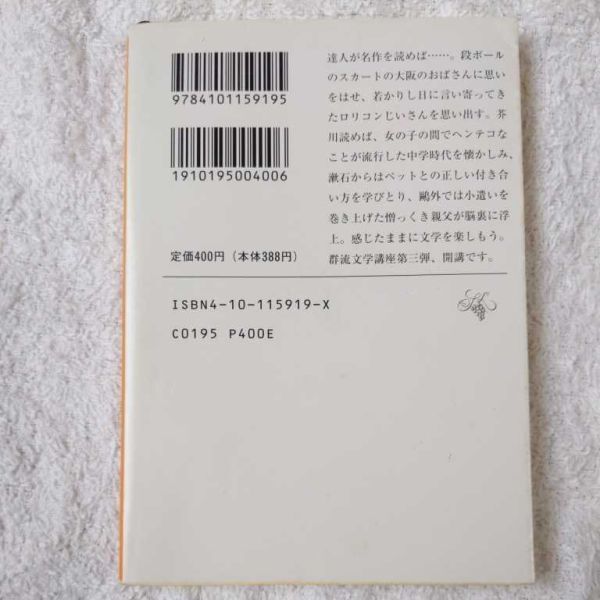 9784101159195
1910195004006
定価400円(本体388円)
達人が名作を読めば……。段ボール
のスカートの大阪のおばさんに思い
をはせ、若かりし日に言い寄ってき
たロリコンじいさんを思い出す。芥
川読めば、女の子の間でヘンテコな
ことが流行した中学時代を懐かしみ、
漱石からはペットとの正しい付き合
い方を学びとり、鷗外では小遣いを
巻き上げた憎っくき親父が脳裏に浮
上。感じたままに文学を楽しもう。
群流文学講座第三弾、開講です。
ISBN4-10-115919-X
C0195 P400E